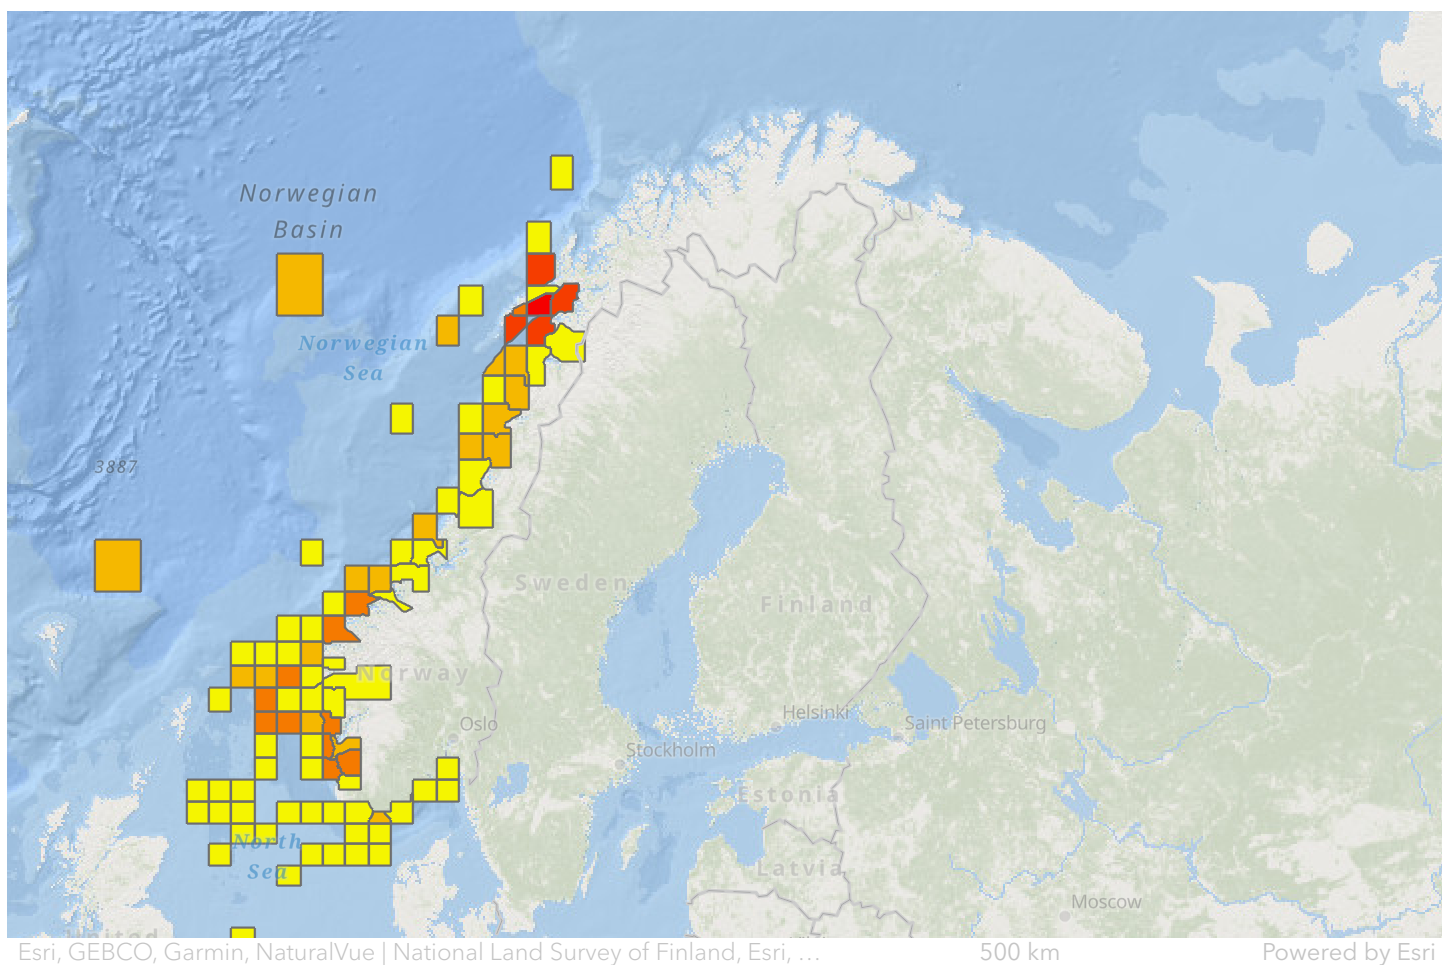 Norwegian
Basin
Norwegian
Sea
3887
Sweden
Finland
Norway
Oslo
Helsinki
Saint Petersburg
Stockholm
Estonia
North
Sea
Latvia
Moscow
United
Esri, GEBCO, Garmin, NaturalVue | National Land Survey of Finland, Esri, …
500 km
Powered by Esri